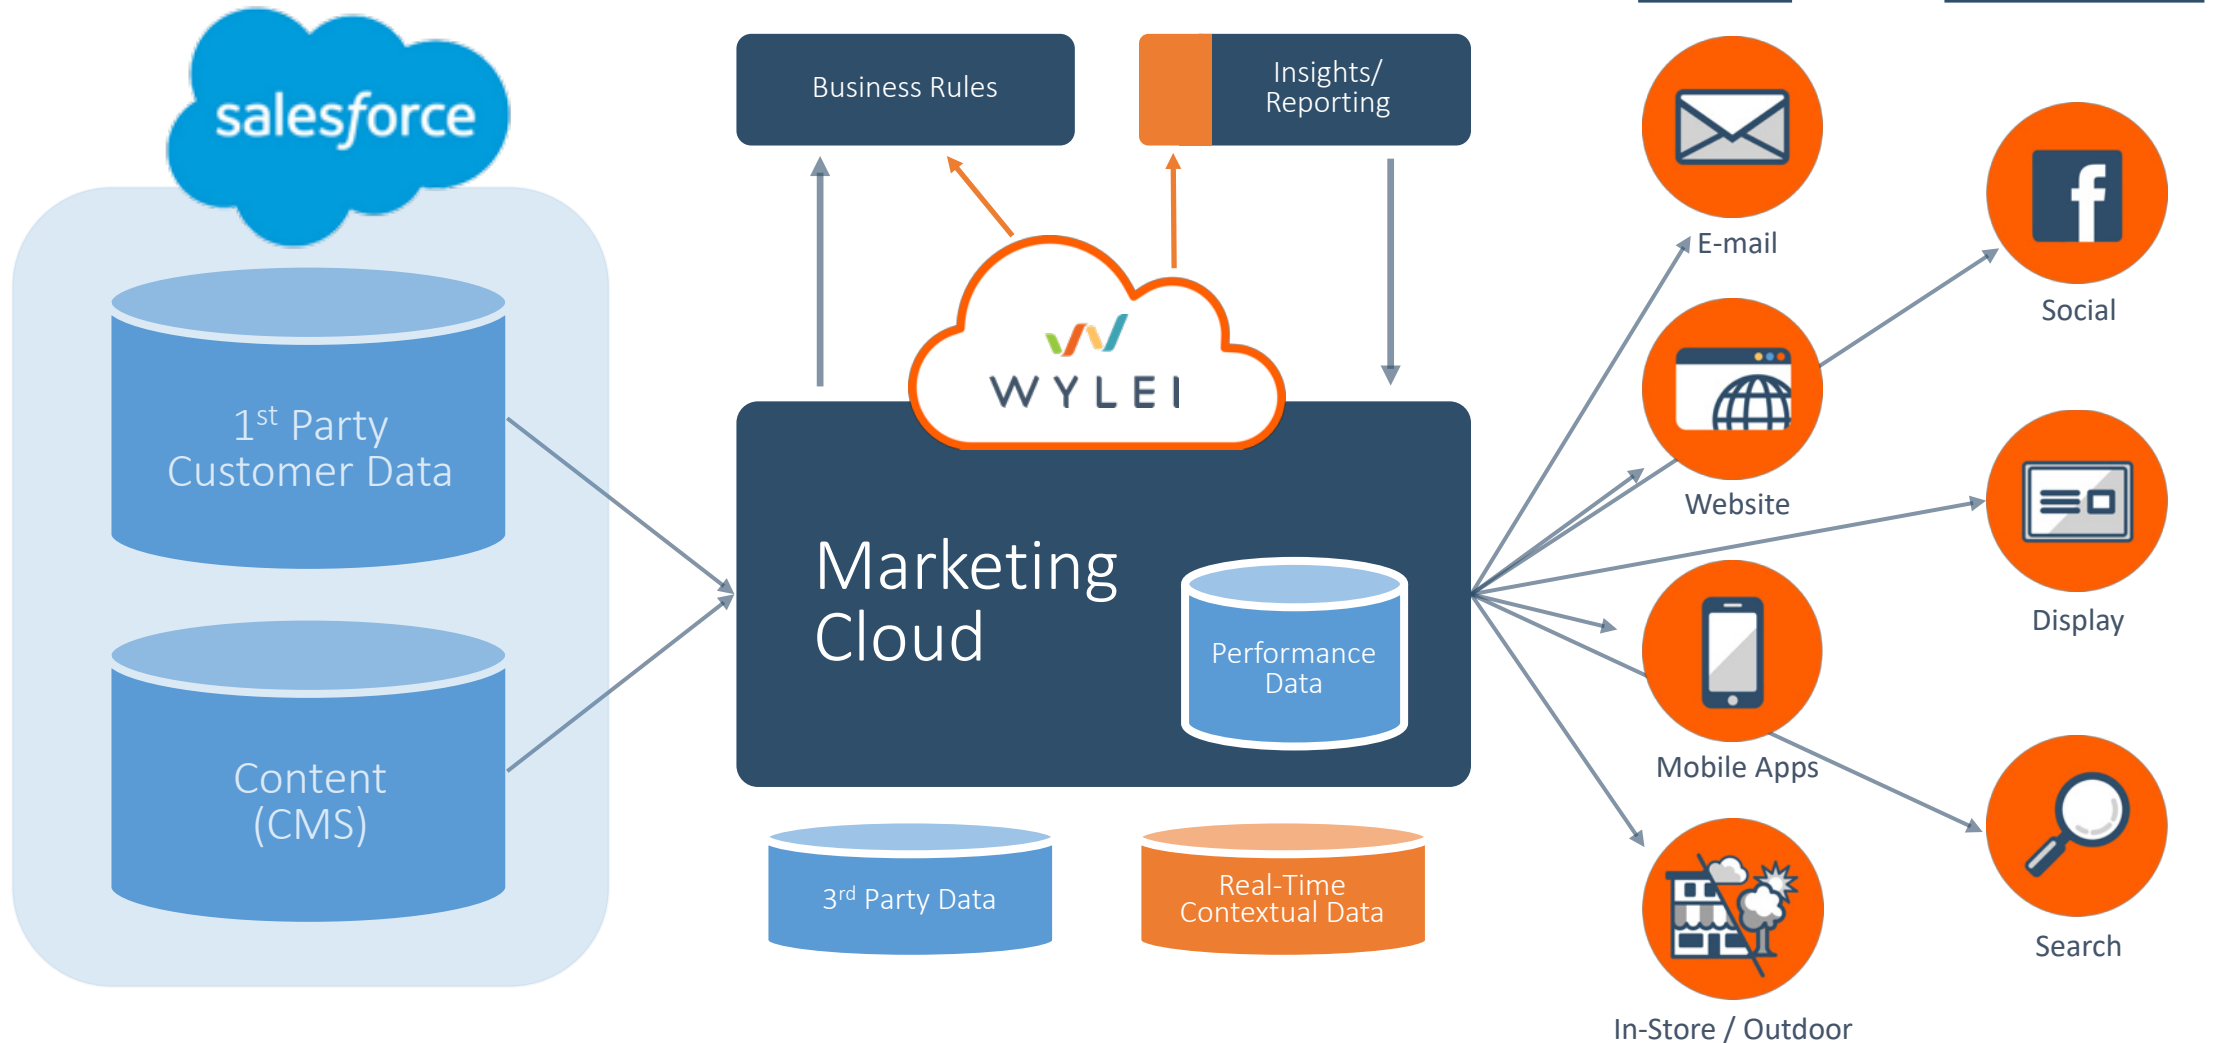 salesforce
1st Party
Customer Data
Content
(CMS)
Business Rules
Insights/
Reporting
WYLEI
Marketing
Cloud
Performance
Data
3rd Party Data
Real-Time
Contextual Data
E-mail
Website
Mobile Apps
In-Store / Outdoor
Social
Display
Search